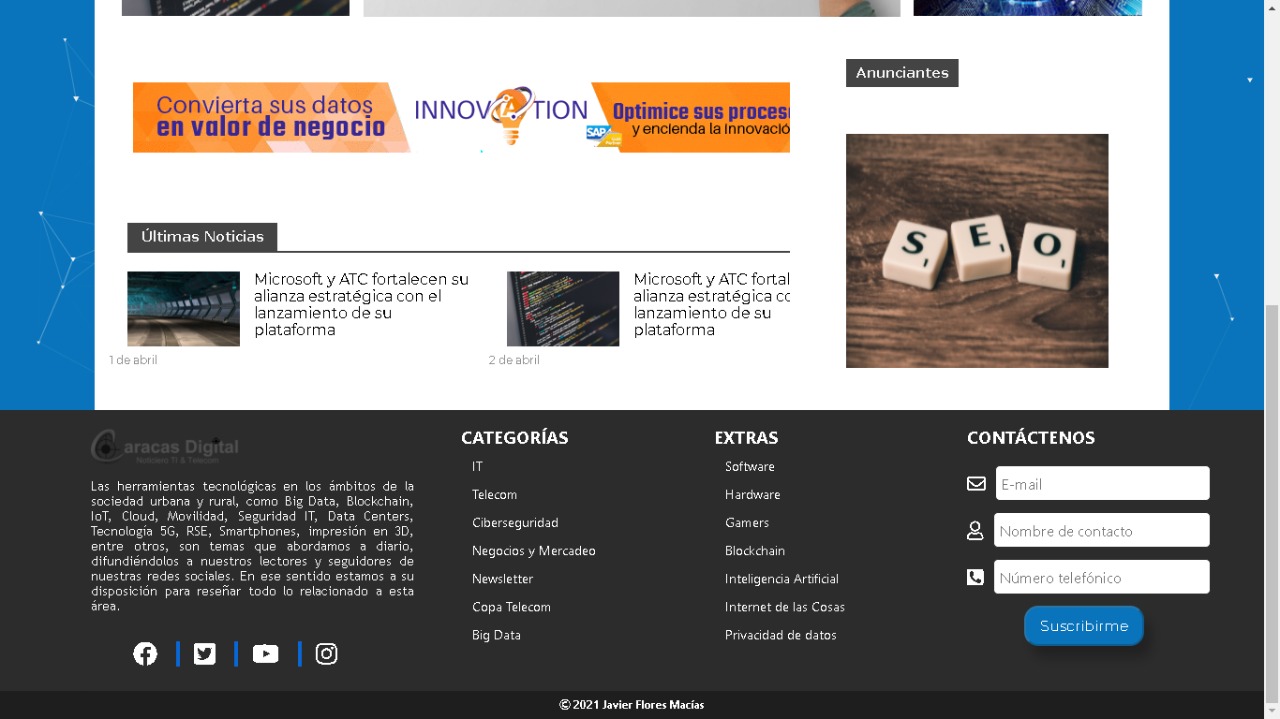 Anunciantes
Convierta sus datos
en valor de negocio
INNOVATION
SAP
Optimice sus proces
y encienda la innovació
S E O
Últimas Noticias
Microsoft y ATC fortalecen su
alianza estratégica con el
lanzamiento de su
plataforma
1 de abril
Microsoft y ATC fortal
alianza estratégica co
lanzamiento de su
plataforma
2 de abril
Caracas Digital
Noticiero TI & Telecom
Las herramientas tecnológicas en los ámbitos de la
sociedad urbana y rural, como Big Data, Blockchain,
IoT, Cloud, Movilidad, Seguridad IT, Data Centers,
Tecnología 5G, RSE, Smartphones, impresión en 3D,
entre otros, son temas que abordamos a diario,
difundiéndolos a nuestros lectores y seguidores de
nuestras redes sociales. En ese sentido estamos a su
disposición para reseñar todo lo relacionado a esta
área.
CATEGORÍAS
IT
Telecom
Ciberseguridad
Negocios y Mercadeo
Newsletter
Copa Telecom
Big Data
EXTRAS
Software
Hardware
Gamers
Blockchain
Inteligencia Artificial
Internet de las Cosas
Privacidad de datos
CONTÁCTENOS
E-mail
Nombre de contacto
Número telefónico
Suscribirme
© 2021 Javier Flores Macías